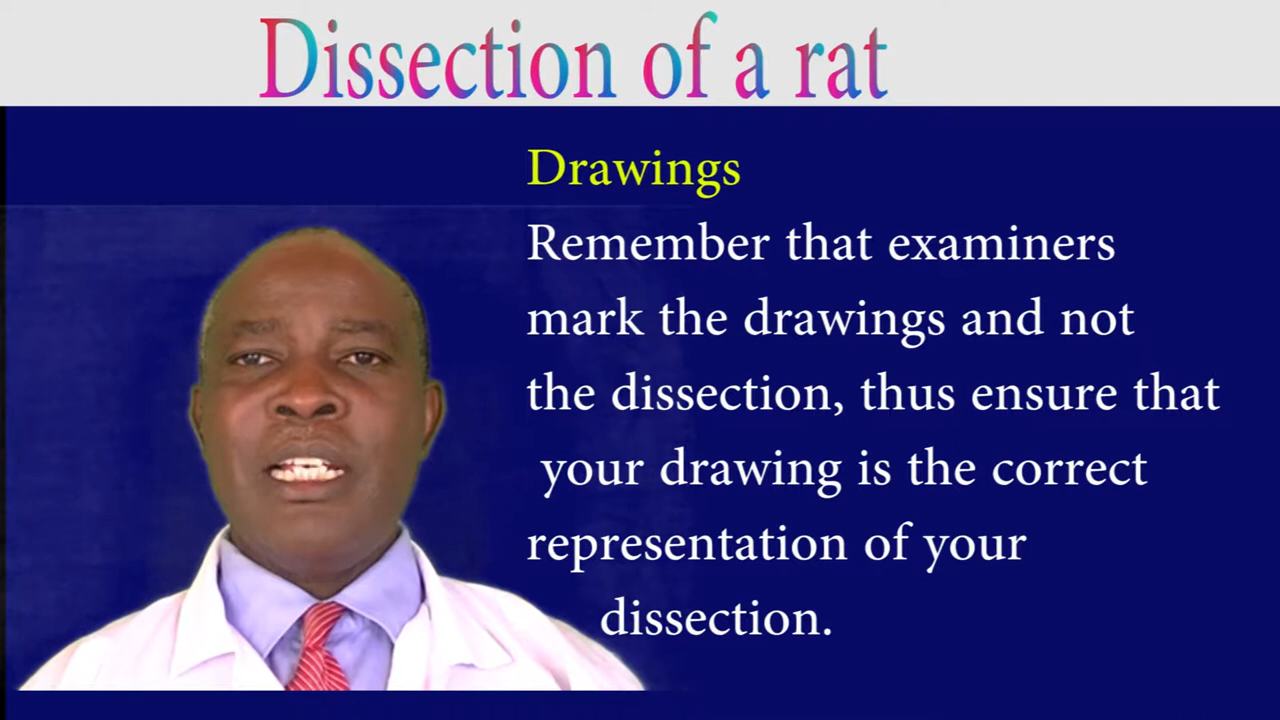 Dissection of a rat
Drawings
Remember that examiners
mark the drawings and not
the dissection, thus ensure that
your drawing is the correct
representation of your
dissection.